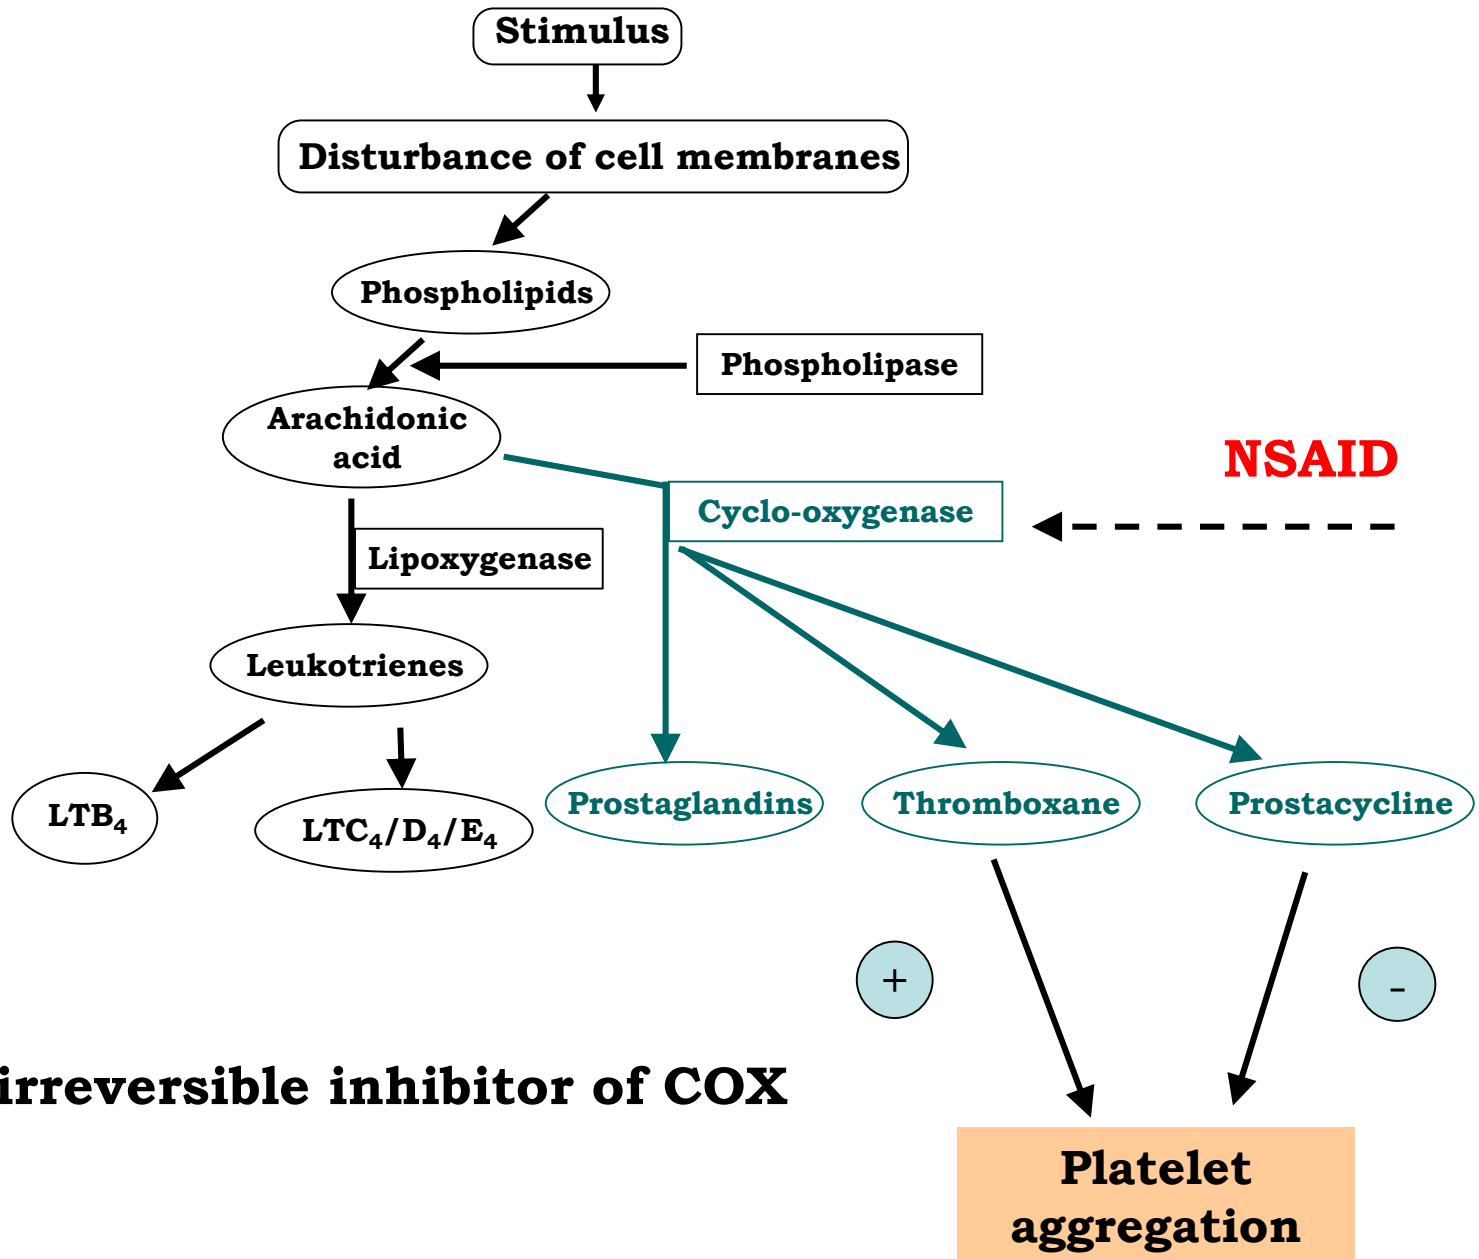 Stimulus
Disturbance of cell membranes
Phospholipids
Phospholipase
Arachidonic
acid
NSAID
Cyclo-oxygenase
Lipoxygenase
Leukotrienes
LTB₄
LTC₄/D₄/E₄
Prostaglandins
Thromboxane
Prostacycline
+
-
irreversible inhibitor of COX
Platelet
aggregation